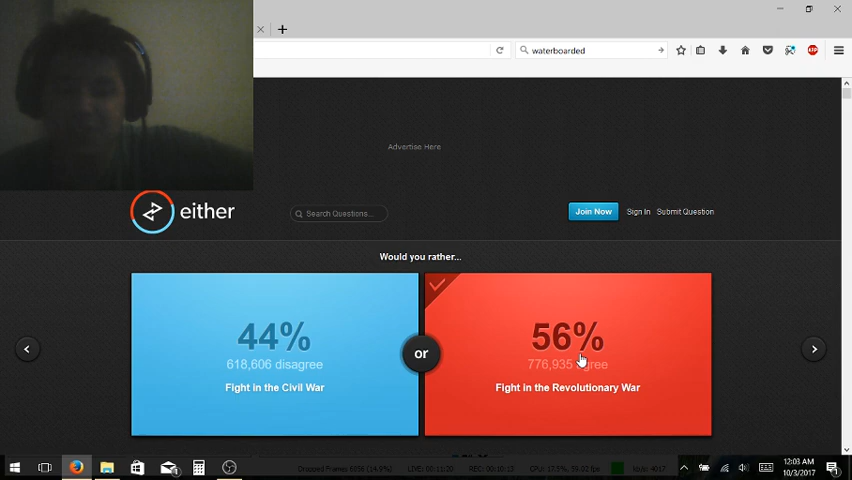 waterboarded
ABP
Advertise Here
either
Search Questions...
Join Now
Sign In
Submit Question
Would you rather...
44%
618,606 disagree
Fight in the Civil War
or
56%
776,935 agree
Fight in the Revolutionary War
12:03 AM
10/3/2017